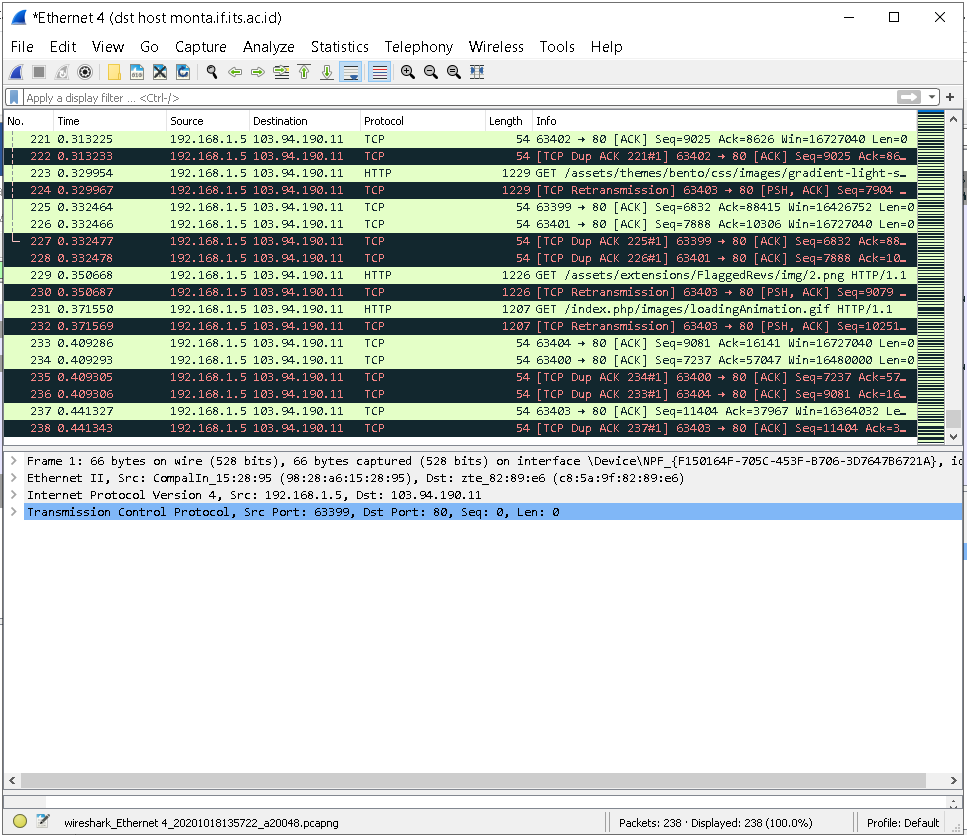 *Ethernet 4 (dst host monta.if.its.ac.id)
File Edit View Go Capture Analyze Statistics Telephony Wireless Tools Help
Apply a display filter ... <Ctrl-/>
No. Time Source Destination Protocol Length Info
221 0.313225 192.168.1.5 103.94.190.11 TCP 54 63402 → 80 [ACK] Seq=9025 Ack=8626 Win=16727040 Len=0
222 0.313233 192.168.1.5 103.94.190.11 TCP 54 [TCP Dup ACK 221#1] 63402 → 80 [ACK] Seq=9025 Ack=86…
223 0.329954 192.168.1.5 103.94.190.11 HTTP 1229 GET /assets/themes/bento/css/images/gradient-light-s…
224 0.329967 192.168.1.5 103.94.190.11 TCP 1229 [TCP Retransmission] 63403 → 80 [PSH, ACK] Seq=7904 …
225 0.332464 192.168.1.5 103.94.190.11 TCP 54 63399 → 80 [ACK] Seq=6832 Ack=88415 Win=16426752 Len=0
226 0.332466 192.168.1.5 103.94.190.11 TCP 54 63401 → 80 [ACK] Seq=7888 Ack=10306 Win=16727040 Len=0
227 0.332477 192.168.1.5 103.94.190.11 TCP 54 [TCP Dup ACK 225#1] 63399 → 80 [ACK] Seq=6832 Ack=88…
228 0.332478 192.168.1.5 103.94.190.11 TCP 54 [TCP Dup ACK 226#1] 63401 → 80 [ACK] Seq=7888 Ack=10…
229 0.350668 192.168.1.5 103.94.190.11 HTTP 1226 GET /assets/extensions/FlaggedRevs/img/2.png HTTP/1.1
230 0.350687 192.168.1.5 103.94.190.11 TCP 1226 [TCP Retransmission] 63403 → 80 [PSH, ACK] Seq=9079 …
231 0.371550 192.168.1.5 103.94.190.11 HTTP 1207 GET /index.php/images/loadingAnimation.gif HTTP/1.1
232 0.371569 192.168.1.5 103.94.190.11 TCP 1207 [TCP Retransmission] 63403 → 80 [PSH, ACK] Seq=10251…
233 0.409286 192.168.1.5 103.94.190.11 TCP 54 63404 → 80 [ACK] Seq=9081 Ack=16141 Win=16727040 Len=0
234 0.409293 192.168.1.5 103.94.190.11 TCP 54 63400 → 80 [ACK] Seq=7237 Ack=57047 Win=16480000 Len=0
235 0.409305 192.168.1.5 103.94.190.11 TCP 54 [TCP Dup ACK 234#1] 63400 → 80 [ACK] Seq=7237 Ack=57…
236 0.409306 192.168.1.5 103.94.190.11 TCP 54 [TCP Dup ACK 233#1] 63404 → 80 [ACK] Seq=9081 Ack=16…
237 0.441327 192.168.1.5 103.94.190.11 TCP 54 63403 → 80 [ACK] Seq=11404 Ack=37967 Win=16364032 Le…
238 0.441343 192.168.1.5 103.94.190.11 TCP 54 [TCP Dup ACK 237#1] 63403 → 80 [ACK] Seq=11404 Ack=3…
Frame 1: 66 bytes on wire (528 bits), 66 bytes captured (528 bits) on interface \Device\NPF_{F150164F-705C-453F-B706-3D7647B6721A}, id
Ethernet II, Src: CompalIn_15:28:95 (98:28:a6:15:28:95), Dst: zte_82:89:e6 (c8:5a:9f:82:89:e6)
Internet Protocol Version 4, Src: 192.168.1.5, Dst: 103.94.190.11
Transmission Control Protocol, Src Port: 63399, Dst Port: 80, Seq: 0, Len: 0
wireshark_Ethernet 4_20201018135722_a20048.pcapng Packets: 238 · Displayed: 238 (100.0%) Profile: Default